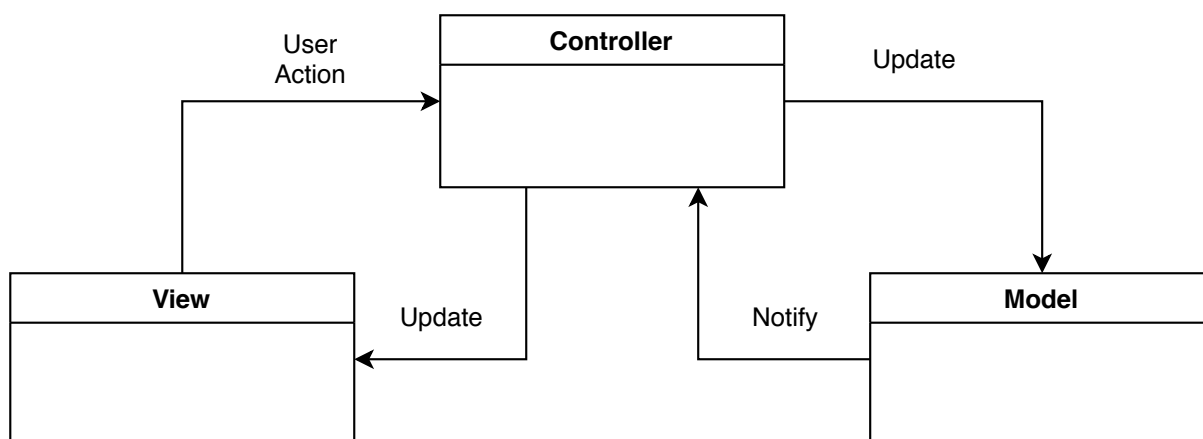 User
Action
Controller
Update
View
Update
Notify
Model